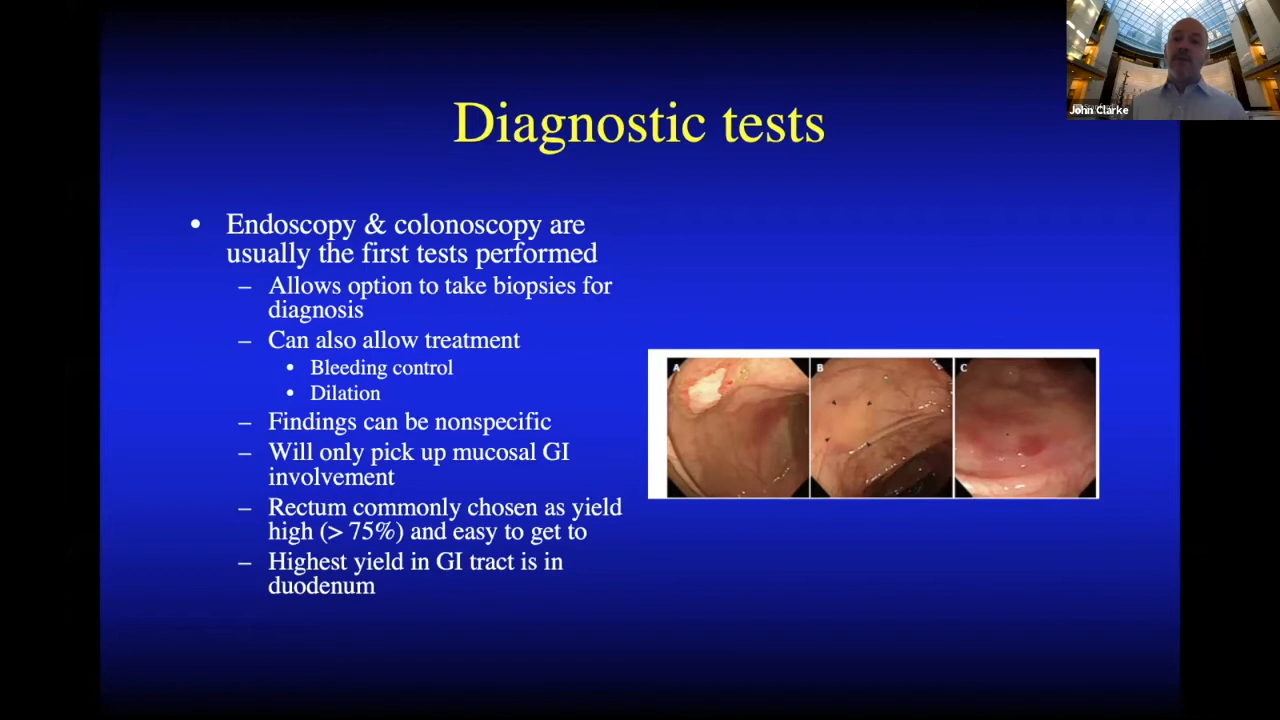 John Clarke
Diagnostic tests
• Endoscopy & colonoscopy are
usually the first tests performed
– Allows option to take biopsies for
diagnosis
– Can also allow treatment
• Bleeding control
• Dilation
– Findings can be nonspecific
– Will only pick up mucosal GI
involvement
– Rectum commonly chosen as yield
high (> 75%) and easy to get to
– Highest yield in GI tract is in
duodenum
A B C